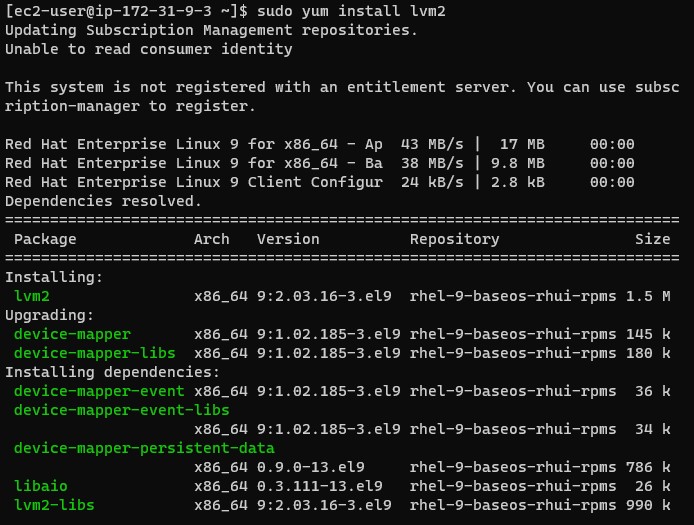 [ec2-user@ip-172-31-9-3 ~]$ sudo yum install lvm2
Updating Subscription Management repositories.
Unable to read consumer identity

This system is not registered with an entitlement server. You can use subsc
ription-manager to register.

Red Hat Enterprise Linux 9 for x86_64 - Ap  43 MB/s |  17 MB     00:00
Red Hat Enterprise Linux 9 for x86_64 - Ba  38 MB/s | 9.8 MB     00:00
Red Hat Enterprise Linux 9 Client Configur  24 kB/s | 2.8 kB     00:00
Dependencies resolved.
===========================================================================
 Package             Arch   Version          Repository               Size
===========================================================================
Installing:
 lvm2                x86_64 9:2.03.16-3.el9  rhel-9-baseos-rhui-rpms 1.5 M
Upgrading:
 device-mapper       x86_64 9:1.02.185-3.el9 rhel-9-baseos-rhui-rpms 145 k
 device-mapper-libs  x86_64 9:1.02.185-3.el9 rhel-9-baseos-rhui-rpms 180 k
Installing dependencies:
 device-mapper-event x86_64 9:1.02.185-3.el9 rhel-9-baseos-rhui-rpms  36 k
 device-mapper-event-libs
                     x86_64 9:1.02.185-3.el9 rhel-9-baseos-rhui-rpms  34 k
 device-mapper-persistent-data
                     x86_64 0.9.0-13.el9     rhel-9-baseos-rhui-rpms 786 k
 libaio              x86_64 0.3.111-13.el9   rhel-9-baseos-rhui-rpms  26 k
 lvm2-libs           x86_64 9:2.03.16-3.el9  rhel-9-baseos-rhui-rpms 990 k